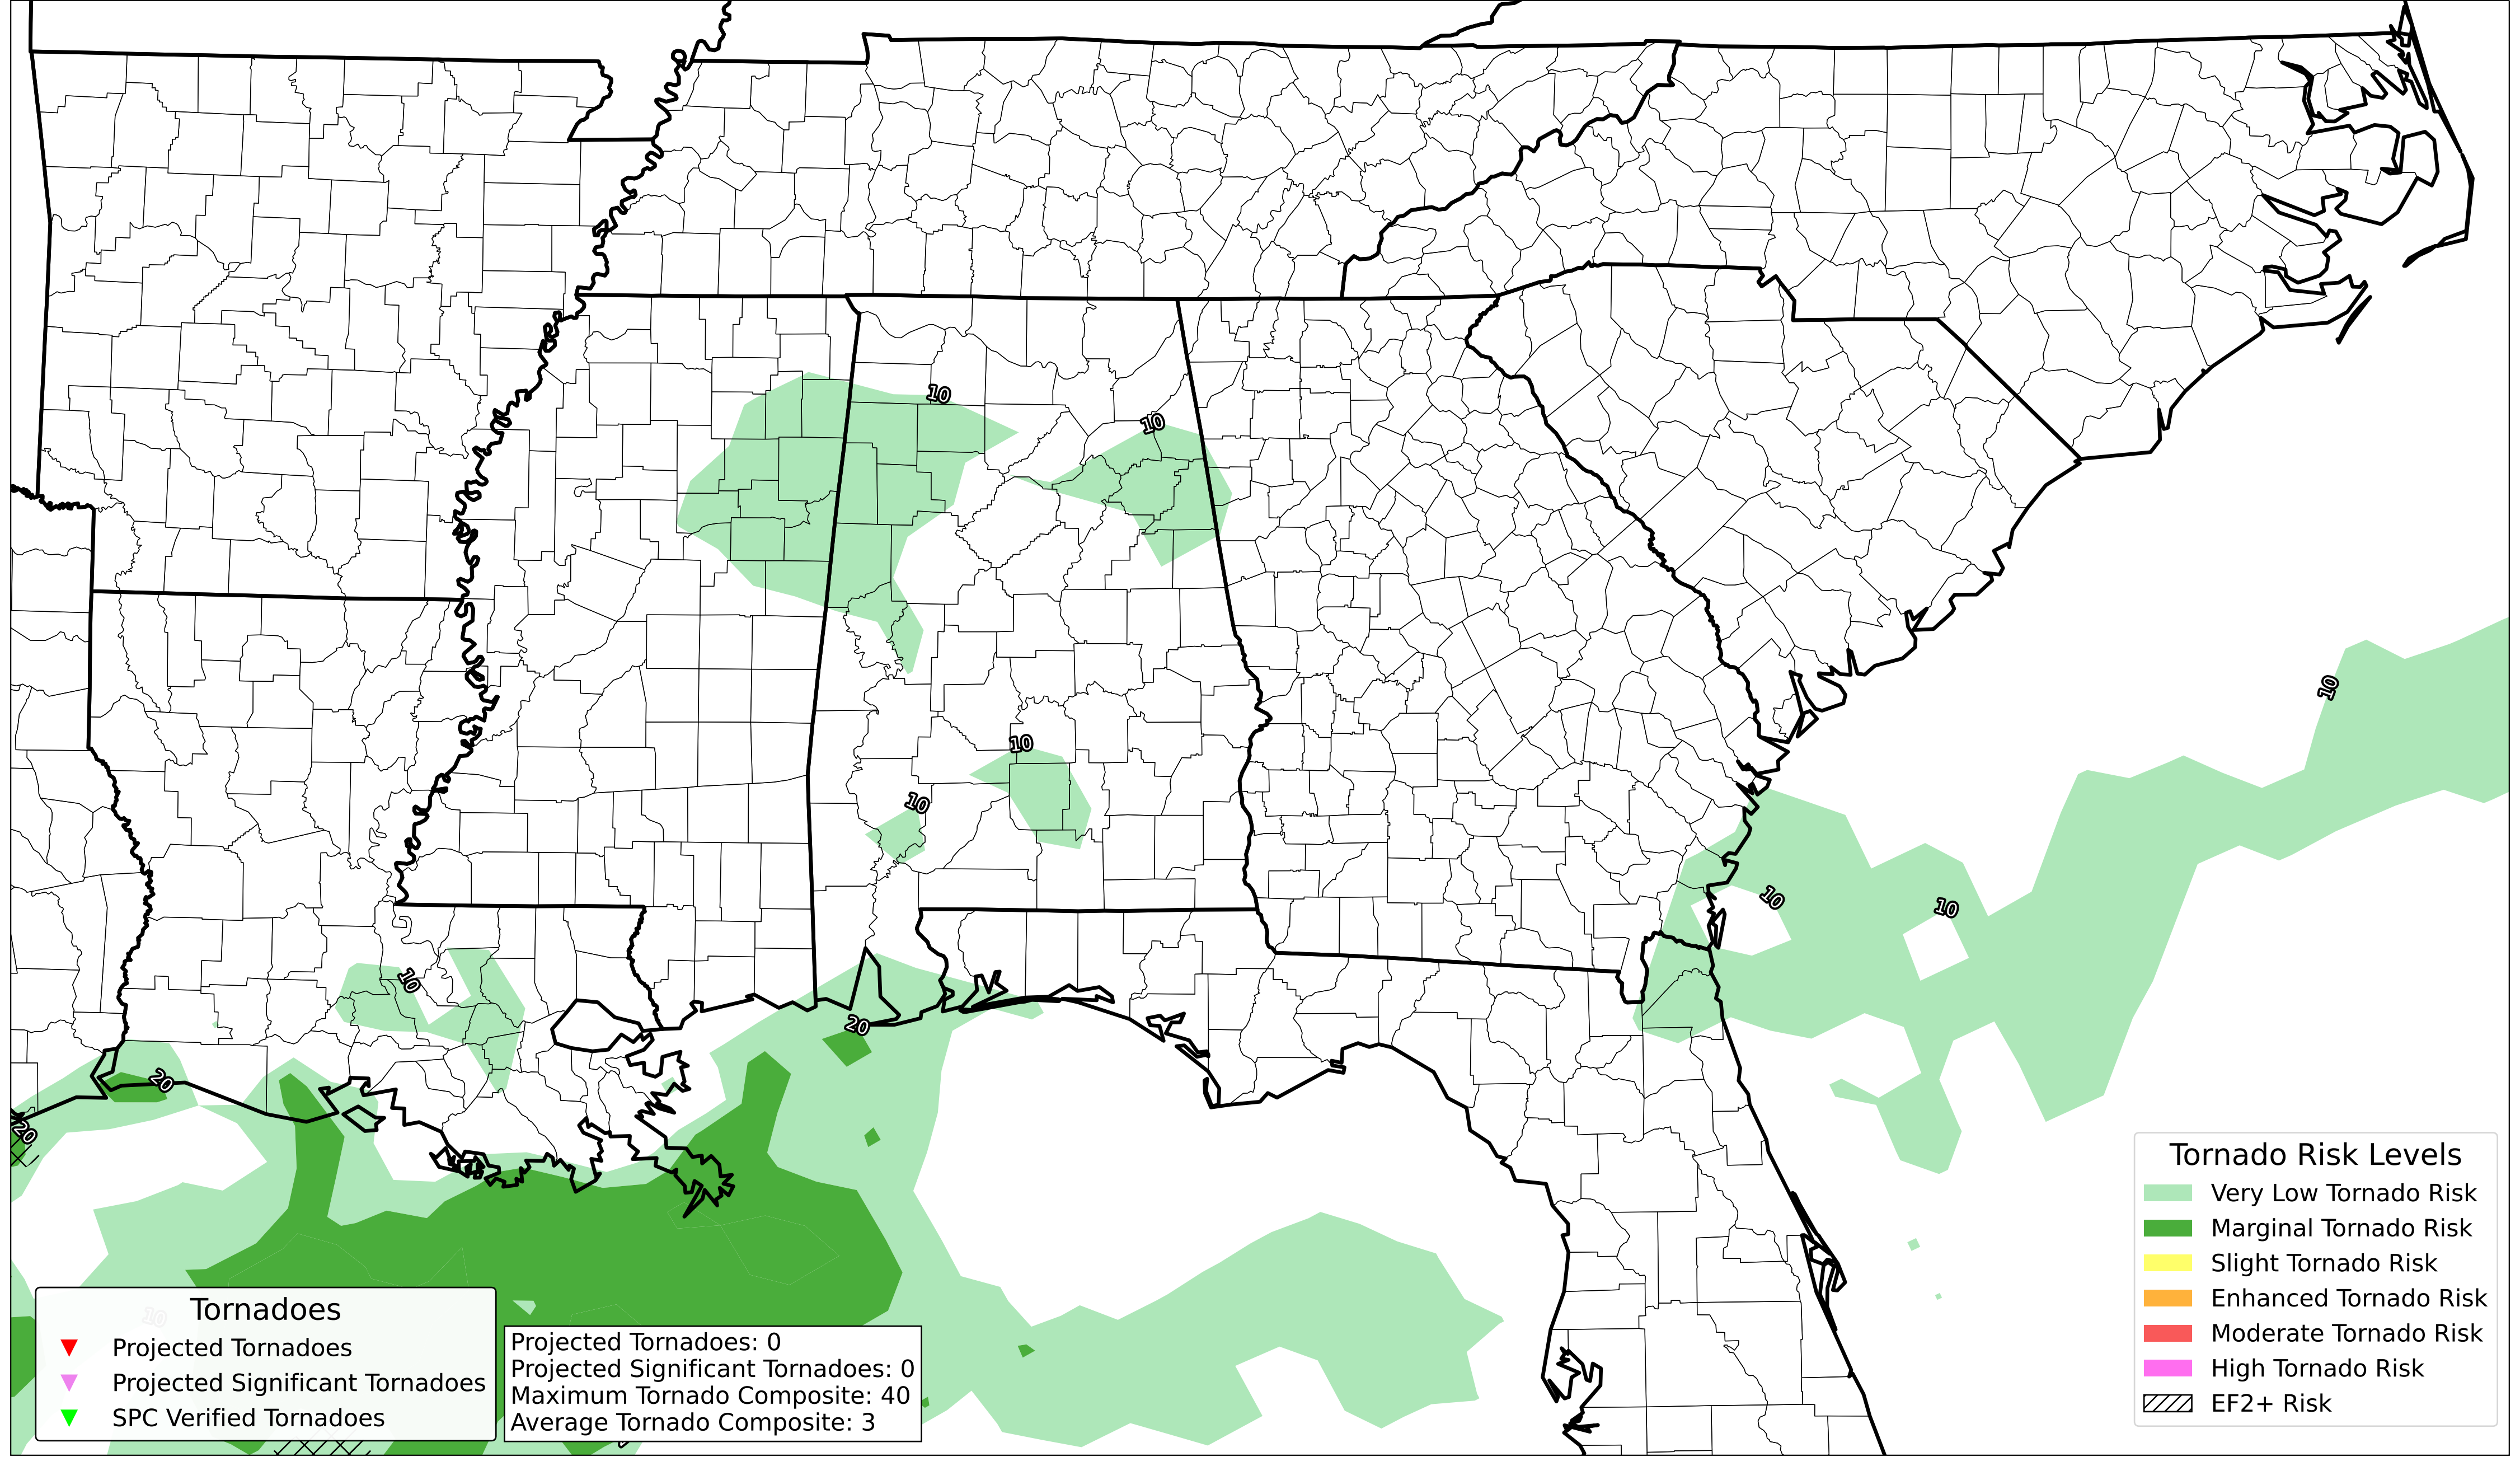 10
10
10
10
10
10
10
10
20
20
20
10
Tornado Risk Levels
Very Low Tornado Risk
Marginal Tornado Risk
Slight Tornado Risk
Enhanced Tornado Risk
Moderate Tornado Risk
High Tornado Risk
EF2+ Risk
Tornadoes
Projected Tornadoes
Projected Significant Tornadoes
SPC Verified Tornadoes
Projected Tornadoes: 0
Projected Significant Tornadoes: 0
Maximum Tornado Composite: 40
Average Tornado Composite: 3